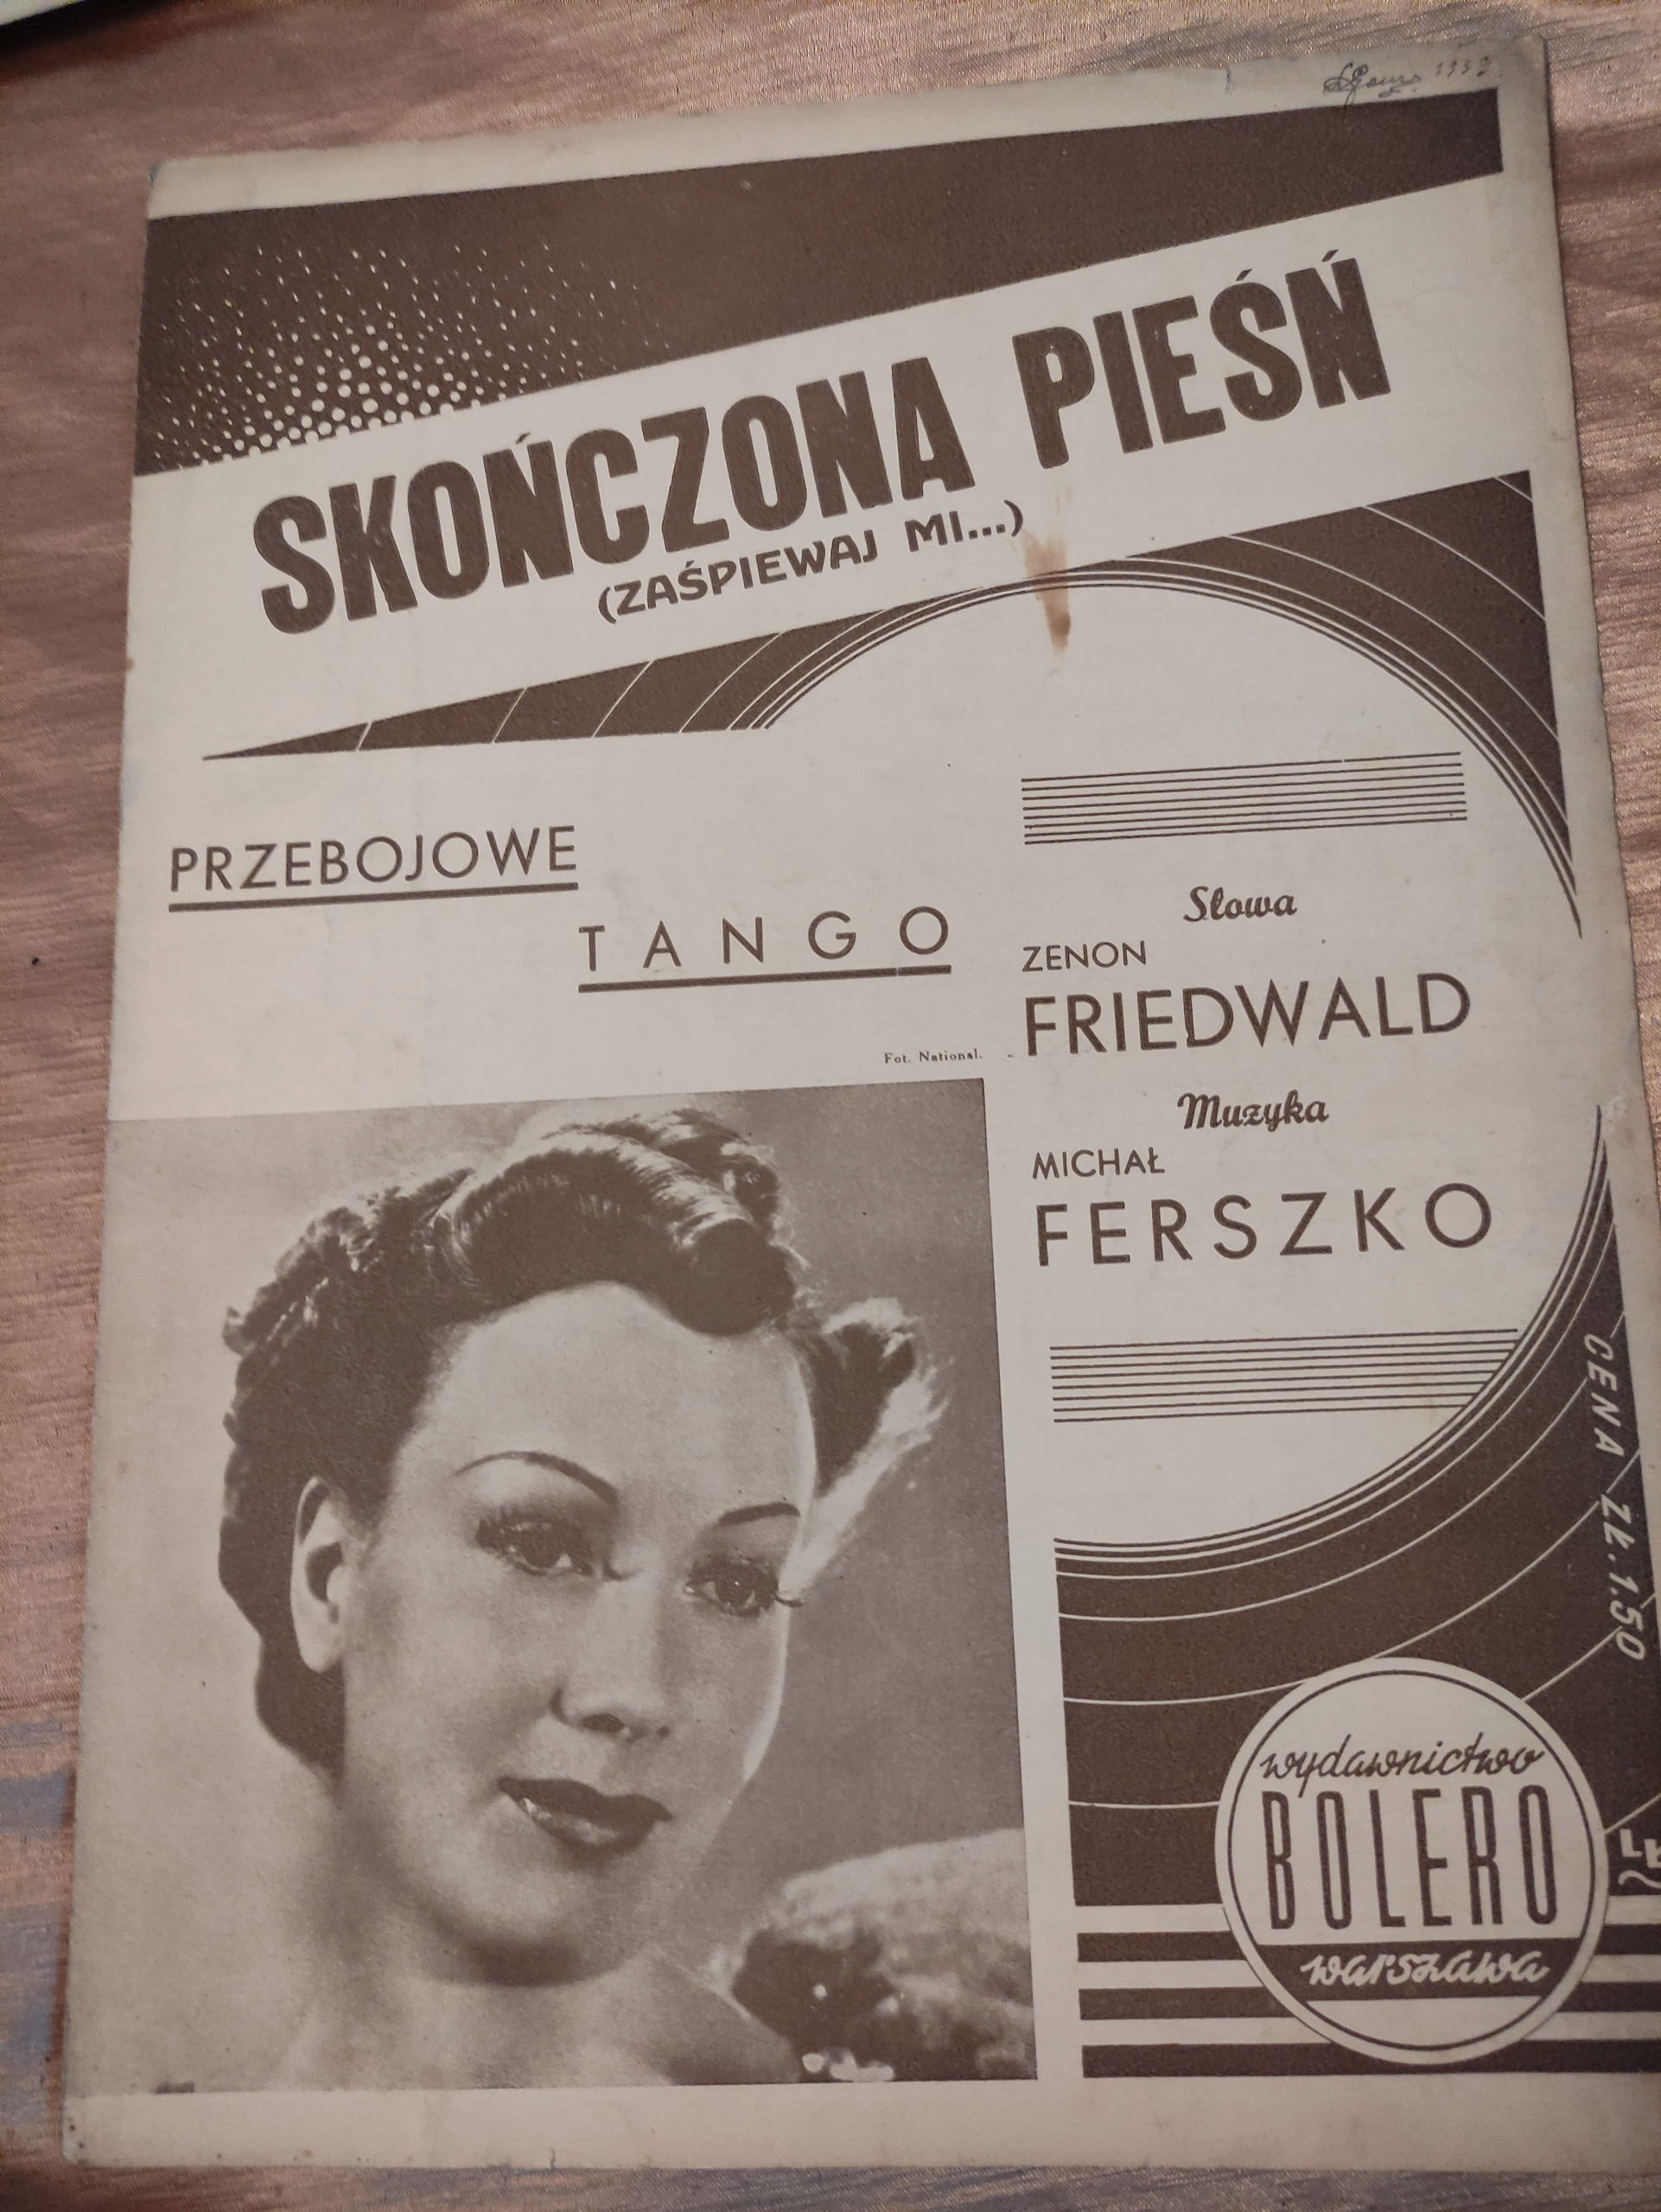 1952
SKOŃCZONA PIEŚŃ
(ZAŚPIEWAJ MI...)
PRZEBOJOWE
TANGO
Słowa
ZENON
FRIEDWALD
Fot. National.
Muzyka
MICHAŁ
FERSZKO
CENA ZŁ.1.50
wydawnictwo
BOLERO
warszawa